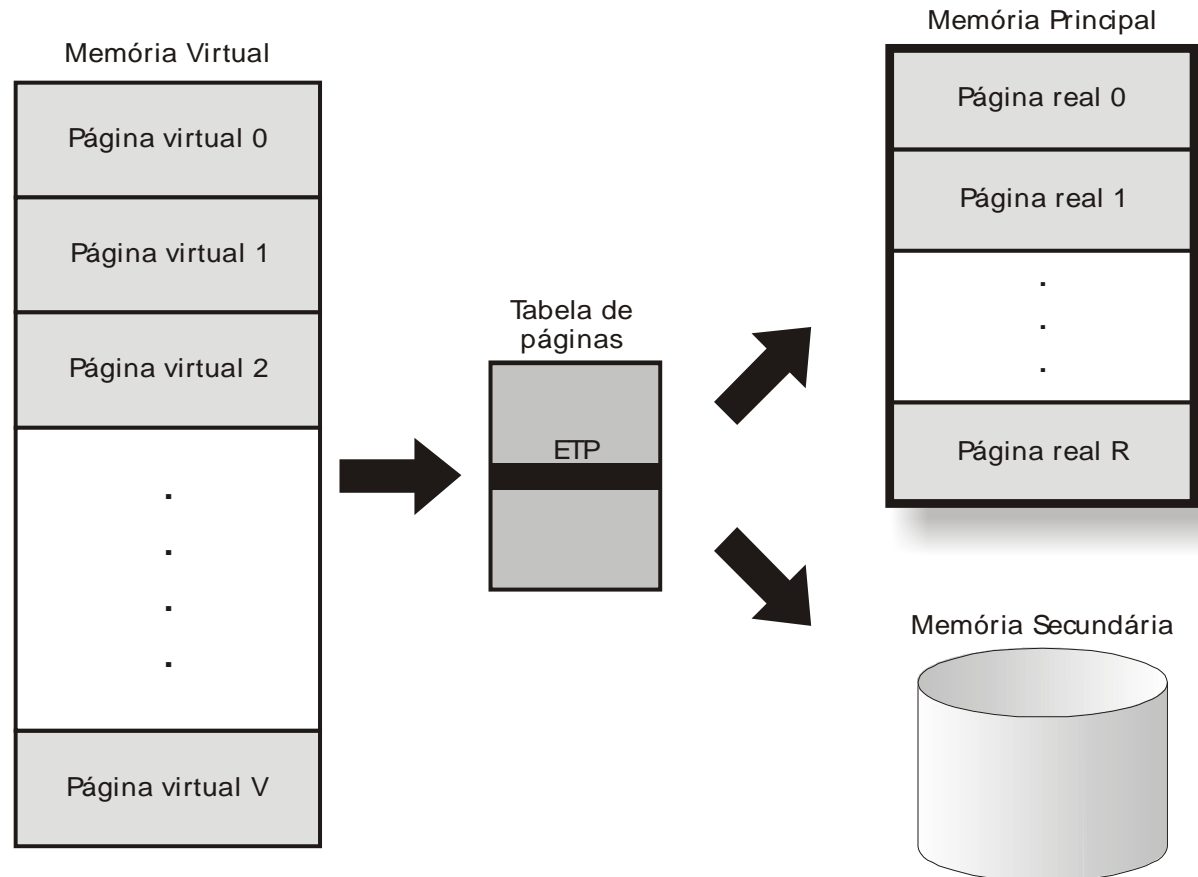 Memória Virtual
Página virtual 0
Página virtual 1
Página virtual 2
.
.
.
.
Página virtual V
Tabela de
páginas
ETP
Memória Principal
Página real 0
Página real 1
.
.
.
Página real R
Memória Secundária